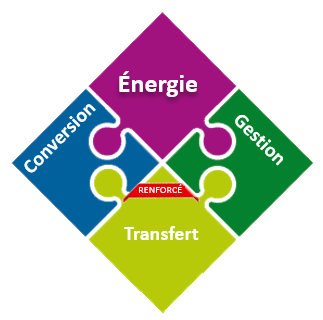 Énergie
Conversion
Gestion
RENFORCÉ
Transfert